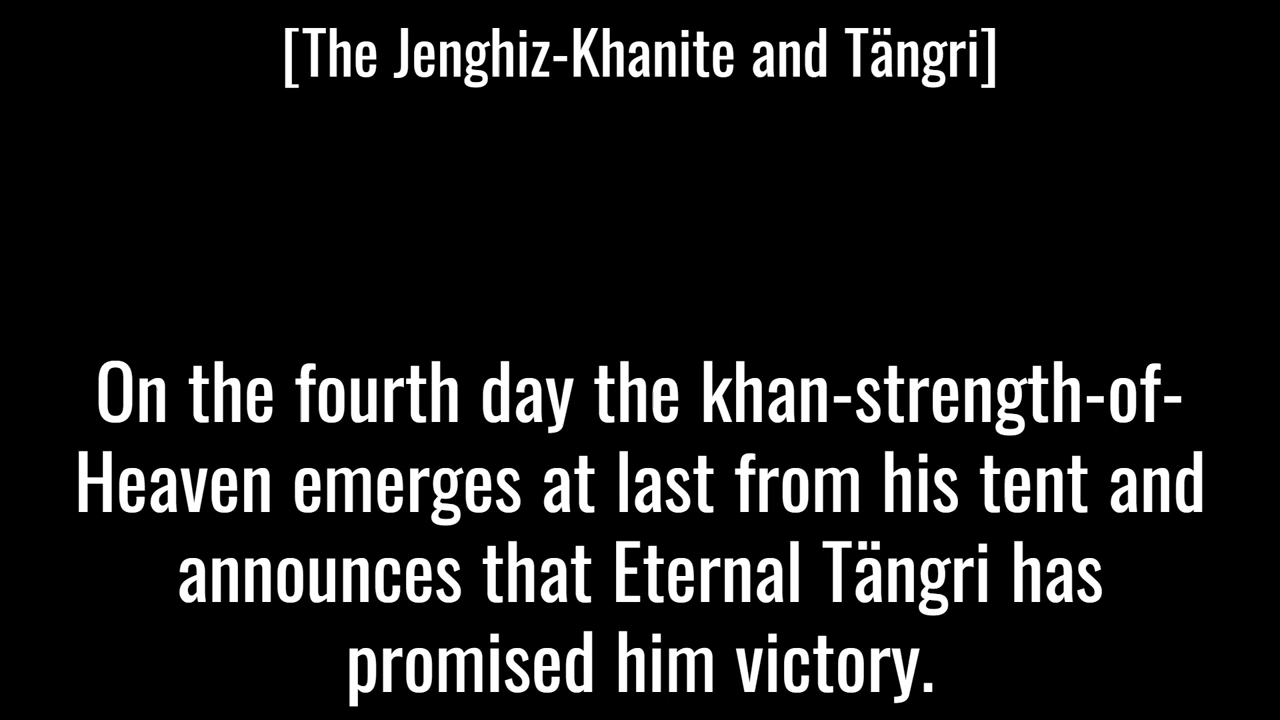 [The Jenghiz-Khanite and Tängri]
On the fourth day the khan-strength-of-
Heaven emerges at last from his tent and
announces that Eternal Tängri has
promised him victory.